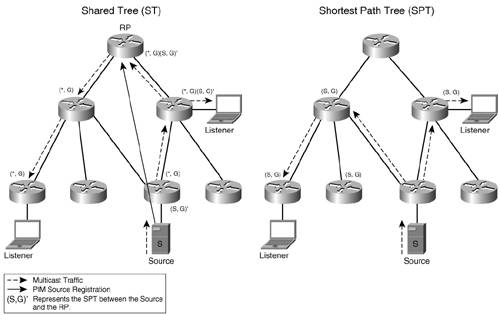 Shared Tree (ST)
Shortest Path Tree (SPT)
RP
(*, G)(S, G)'
(*, G)
(*, G)(S, G)'
Listener
(*, G)
(*, G)
(S, G)'
S
Listener
Source
(S, G)
(S, G)
Listener
(S, G)
(S, G)
S
Listener
Source
Multicast Traffic
PIM Source Registration
(S,G)' Represents the SPT between the Source
and the RP.